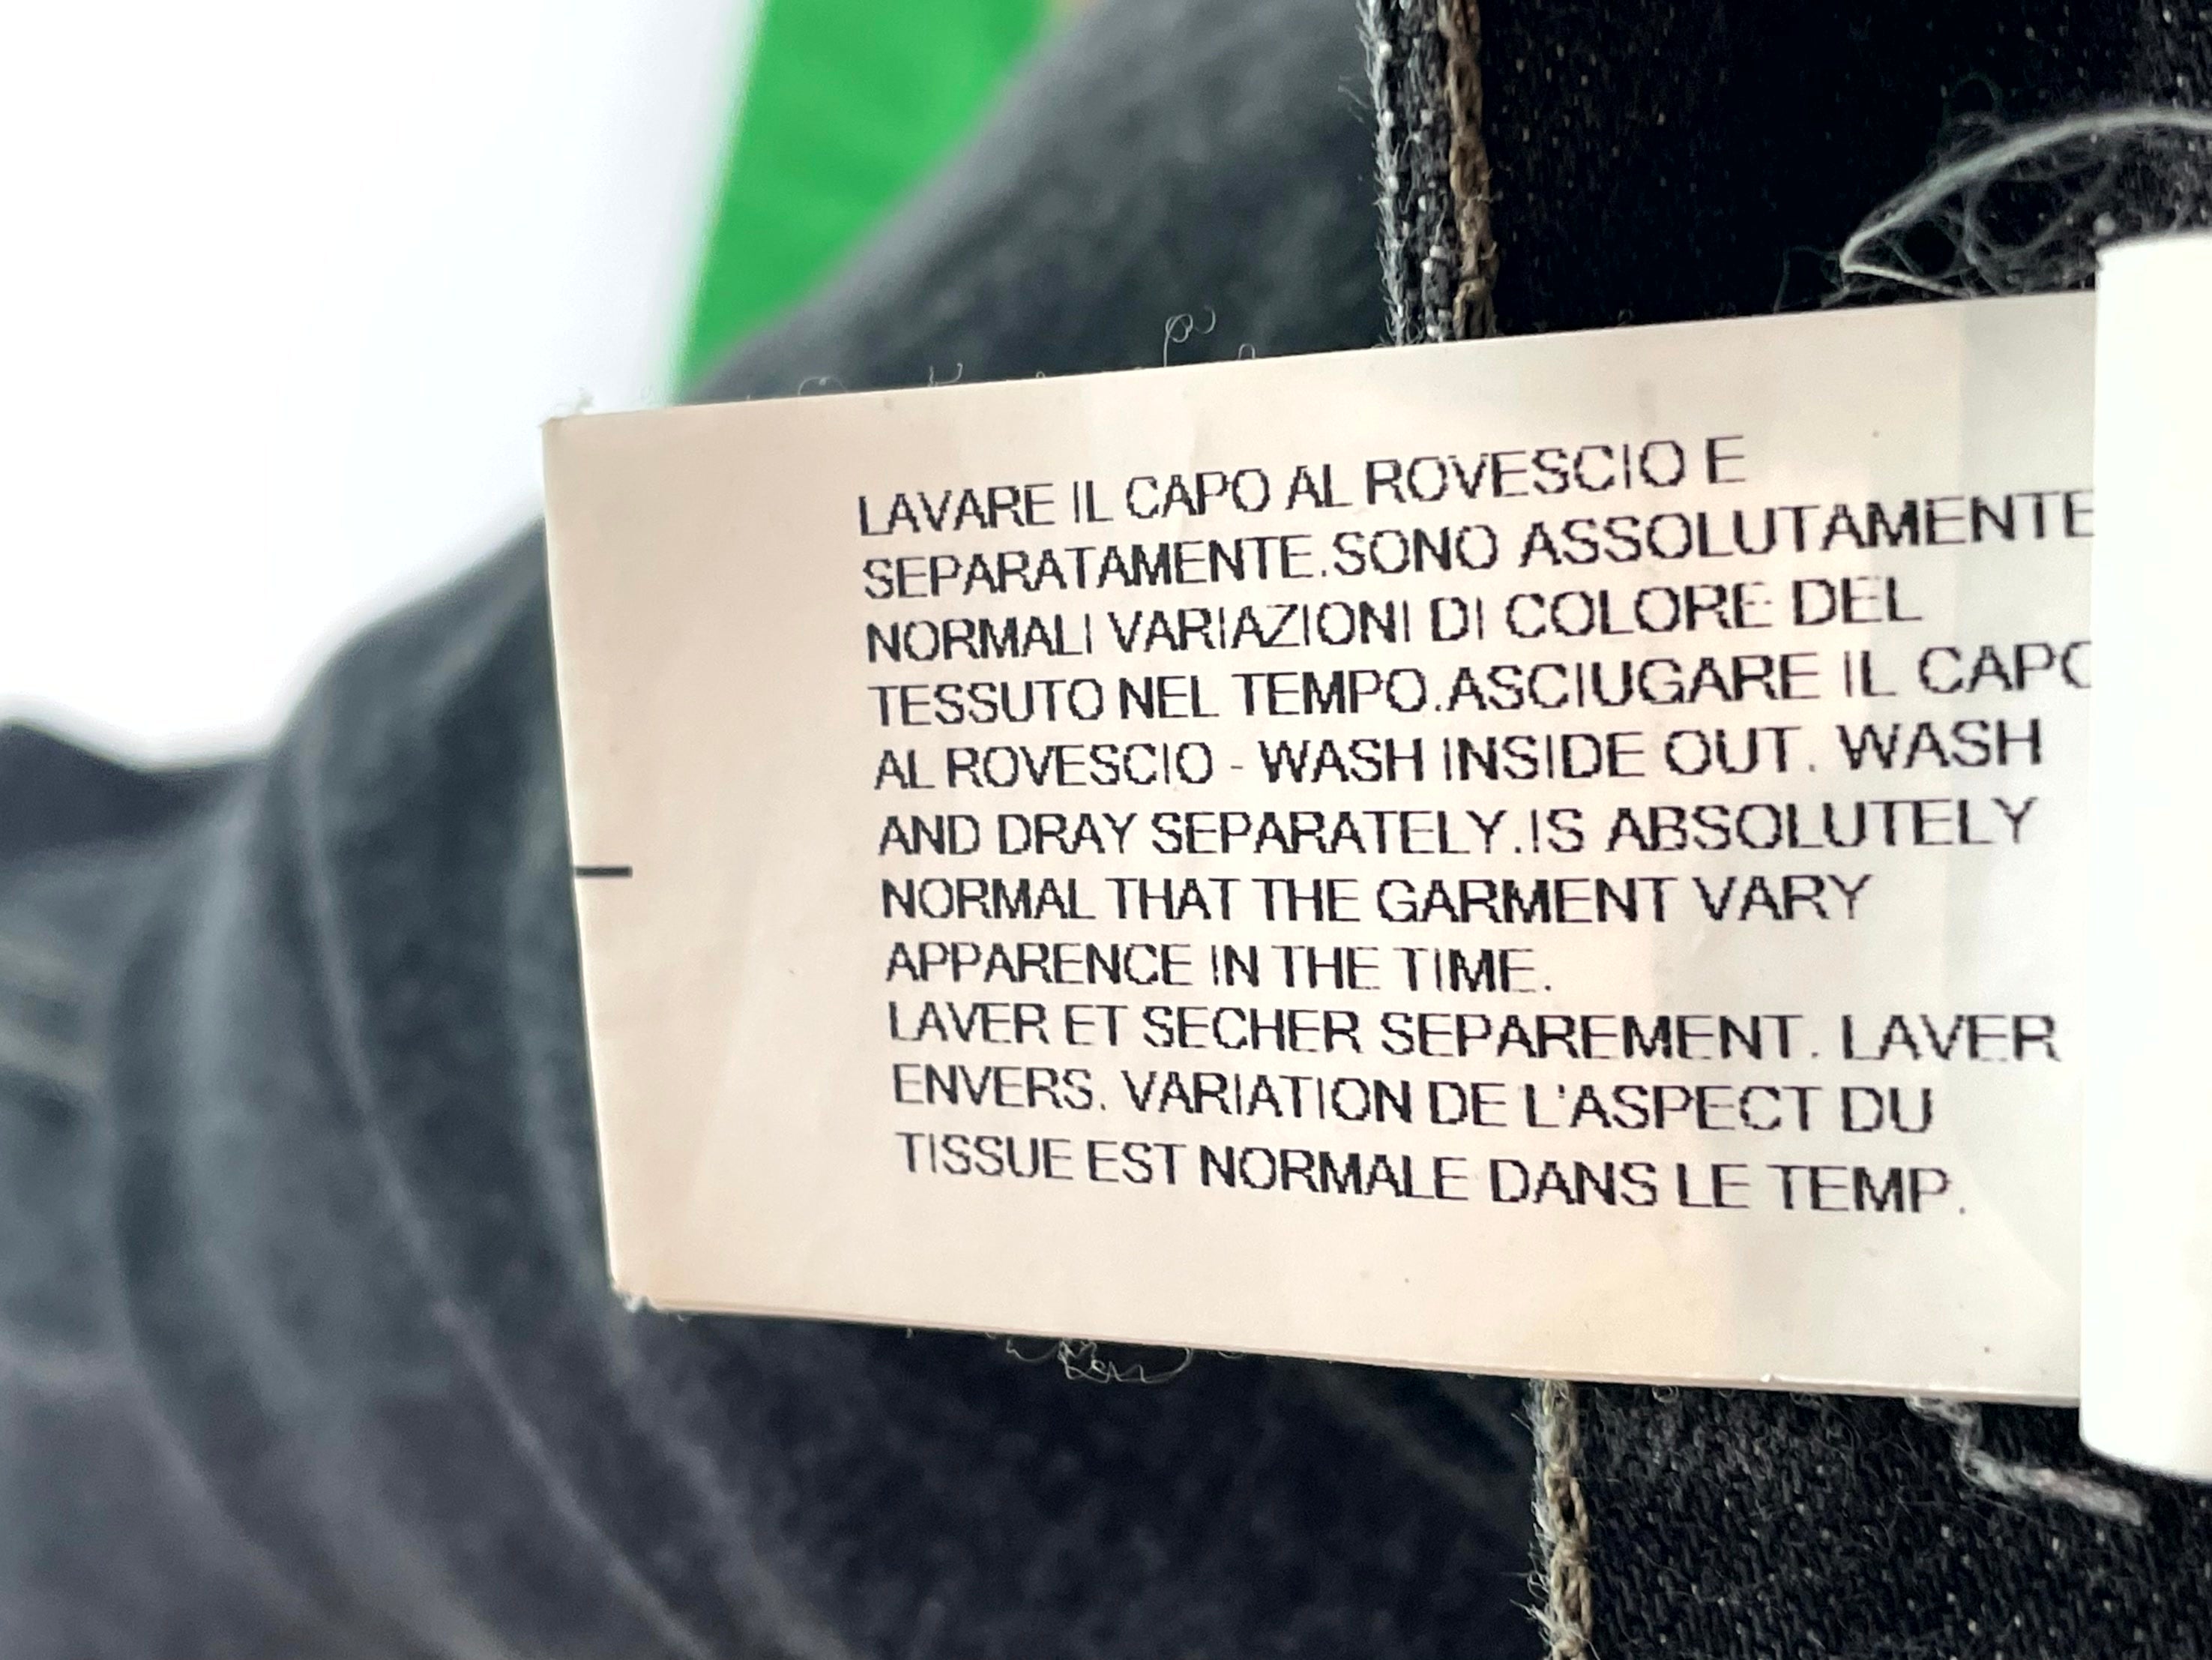 LAVARE IL CAPO AL ROVESCIO E
SEPARATAMENTE.SONO ASSOLUTAMENTE
NORMALI VARIAZIONI DI COLORE DEL
TESSUTO NEL TEMPO.ASCIUGARE IL CAPO
AL ROVESCIO - WASH INSIDE OUT. WASH
AND DRAY SEPARATELY.IS ABSOLUTELY
NORMAL THAT THE GARMENT VARY
APPARENCE IN THE TIME.
LAVER ET SECHER SEPAREMENT. LAVER
ENVERS. VARIATION DE L'ASPECT DU
TISSUE EST NORMALE DANS LE TEMP.